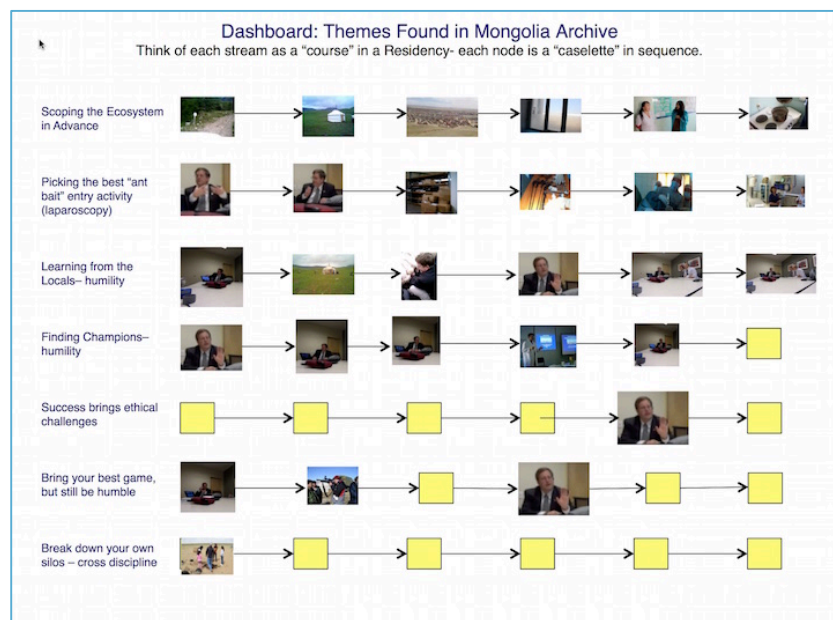 Dashboard: Themes Found in Mongolia Archive
Think of each stream as a “course” in a Residency- each node is a “caselette” in sequence.
Scoping the Ecosystem
in Advance
Picking the best “ant
bait” entry activity
(laparoscopy)
Learning from the
Locals– humility
Finding Champions–
humility
Success brings ethical
challenges
Bring your best game,
but still be humble
Break down your own
silos – cross discipline